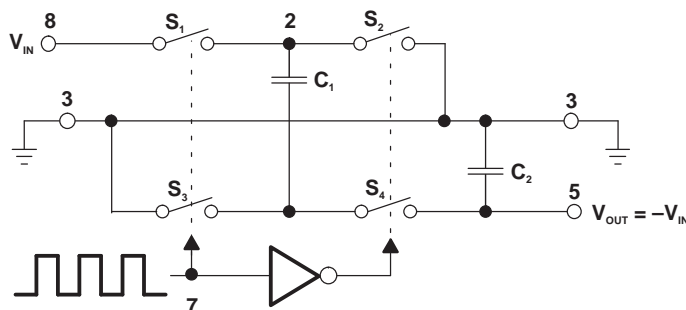 8
V_IN
S_1
2
S_2
C_1
3
3
S_3
S_4
C_2
5
V_OUT = –V_IN
7